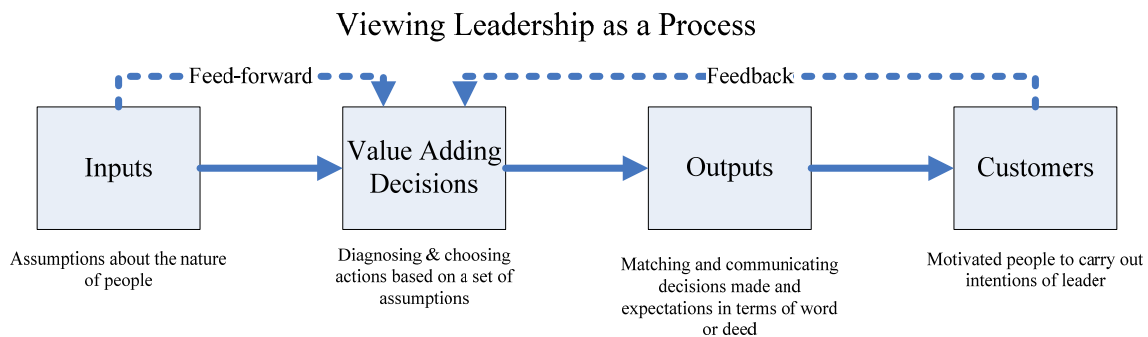 Viewing Leadership as a Process
Feed-forward
Feedback
Inputs
Value Adding
Decisions
Outputs
Customers
Assumptions about the nature
of people
Diagnosing & choosing
actions based on a set of
assumptions
Matching and communicating
decisions made and
expectations in terms of word
or deed
Motivated people to carry out
intentions of leader